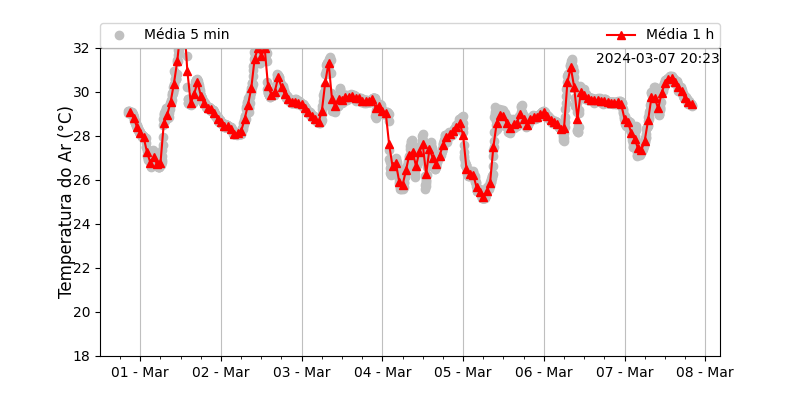 Média 5 min
Média 1 h
2024-03-07 20:23
Temperatura do Ar (°C)
32
30
28
26
24
22
20
18
01 - Mar
02 - Mar
03 - Mar
04 - Mar
05 - Mar
06 - Mar
07 - Mar
08 - Mar